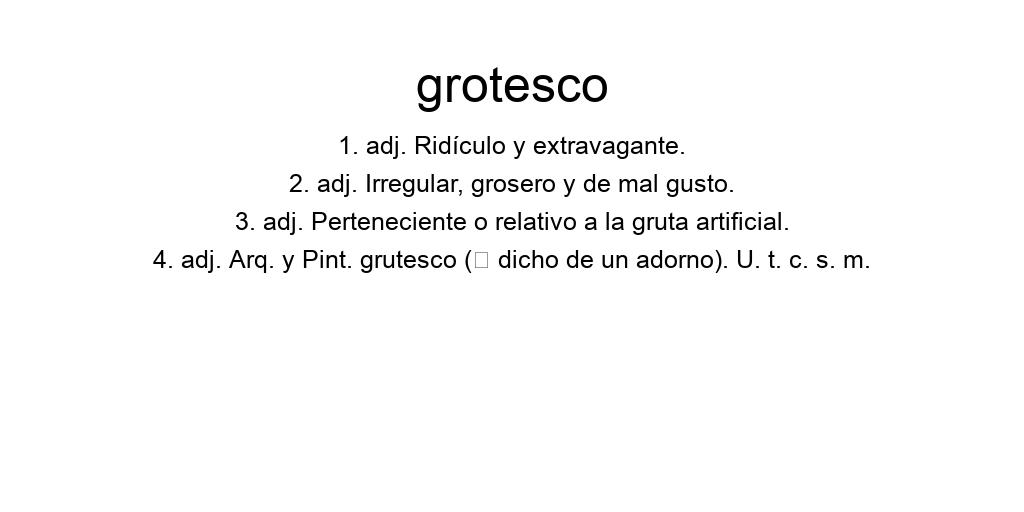 grotesco
1. adj. Ridículo y extravagante.
2. adj. Irregular, grosero y de mal gusto.
3. adj. Perteneciente o relativo a la gruta artificial.
4. adj. Arq. y Pint. grutesco (▯ dicho de un adorno). U. t. c. s. m.